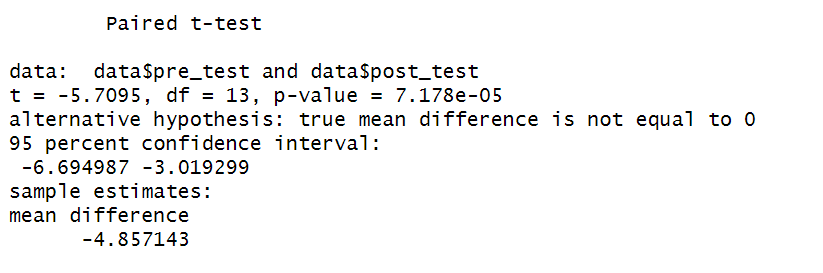 Paired t-test
data:  data$pre_test and data$post_test
t = -5.7095, df = 13, p-value = 7.178e-05
alternative hypothesis: true mean difference is not equal to 0
95 percent confidence interval:
-6.694987 -3.019299
sample estimates:
mean difference
-4.857143